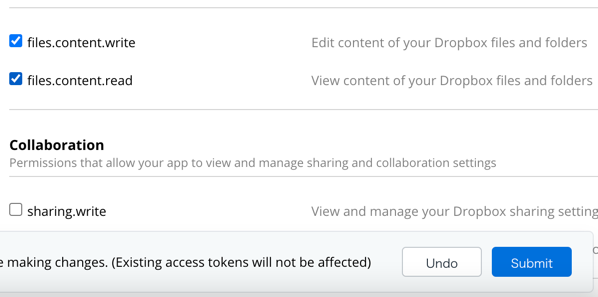 files.content.write Edit content of your Dropbox files and folders
files.content.read View content of your Dropbox files and folders
Collaboration
Permissions that allow your app to view and manage sharing and collaboration settings
sharing.write View and manage your Dropbox sharing setting
making changes. (Existing access tokens will not be affected) Undo Submit